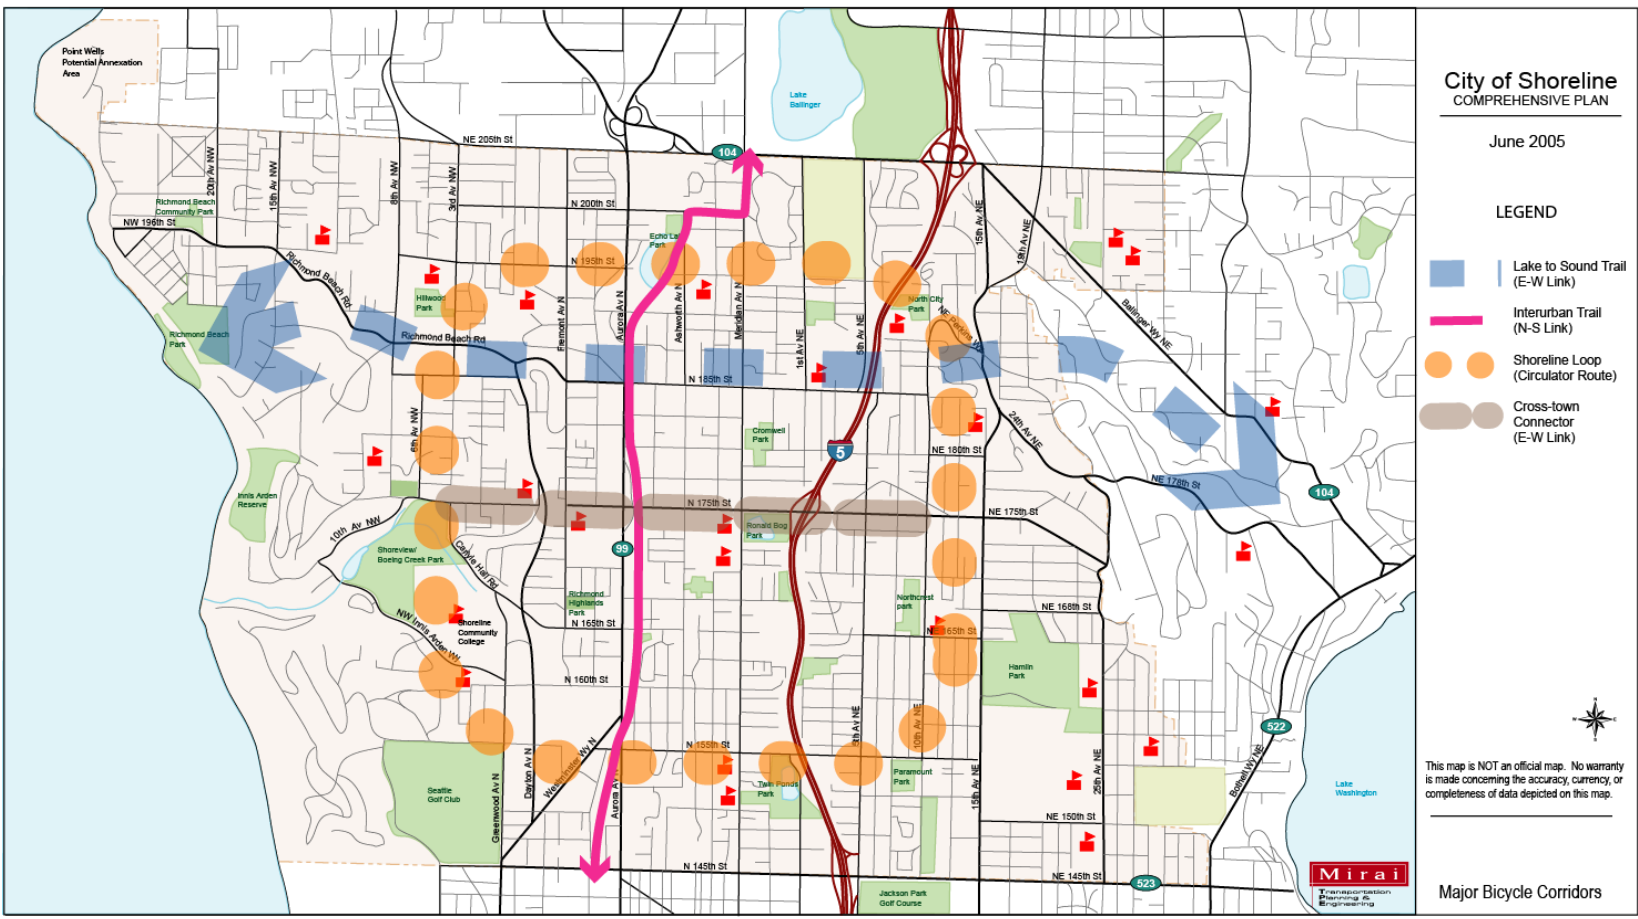 Point Wells
Potential Annexation
Area
Lake
Ballinger
NE 205th St
104
20th Av NW
15th Av NW
8th Av NW
3rd Av NW
Richmond Beach
Community Park
NW 196th St
N 200th St
15th Av NE
19th Av NE
Echo Lake
Park
N 195th St
Richmond Beach Rd
Hillwood
Park
Fremont Av N
Aurora Av N
Ashworth Av N
Meridian Av N
1st Av NE
5th Av NE
North City
Park
NE Perkins Way
Ballinger Wy NE
Richmond Beach
Park
Richmond Beach Rd
N 185th St
6th Av NW
Cromwell
Park
5
NE 180th St
24th Av NE
NE 178th St
104
Innis Arden
Reserve
10th Av NW
N 175th St
NE 175th St
Ronald Bog
Park
99
Shoreview/
Boeing Creek Park
Carlyle Hall Rd
Richmond
Highlands
Park
Northcrest
park
NE 168th St
NW Innis Arden Wy
Shoreline
Community
College
N 165th St
NE 165th St
Hamlin
Park
N 160th St
5th Av NE
10th Av NE
522
N 155th St
Dayton Av N
Westminster Wy N
Greenwood Av N
Aurora Av N
Twin Ponds
Park
Paramount
Park
15th Av NE
25th Av NE
Bothell Wy NE
Seattle
Golf Club
Lake
Washington
NE 150th St
N 145th St
NE 145th St
523
Jackson Park
Golf Course
City of Shoreline
COMPREHENSIVE PLAN
June 2005
LEGEND
Lake to Sound Trail
(E-W Link)
Interurban Trail
(N-S Link)
Shoreline Loop
(Circulator Route)
Cross-town
Connector
(E-W Link)
N
W E
S
This map is NOT an official map. No warranty
is made concerning the accuracy, currency, or
completeness of data depicted on this map.
Mirai
Transportation
Planning &
Engineering
Major Bicycle Corridors